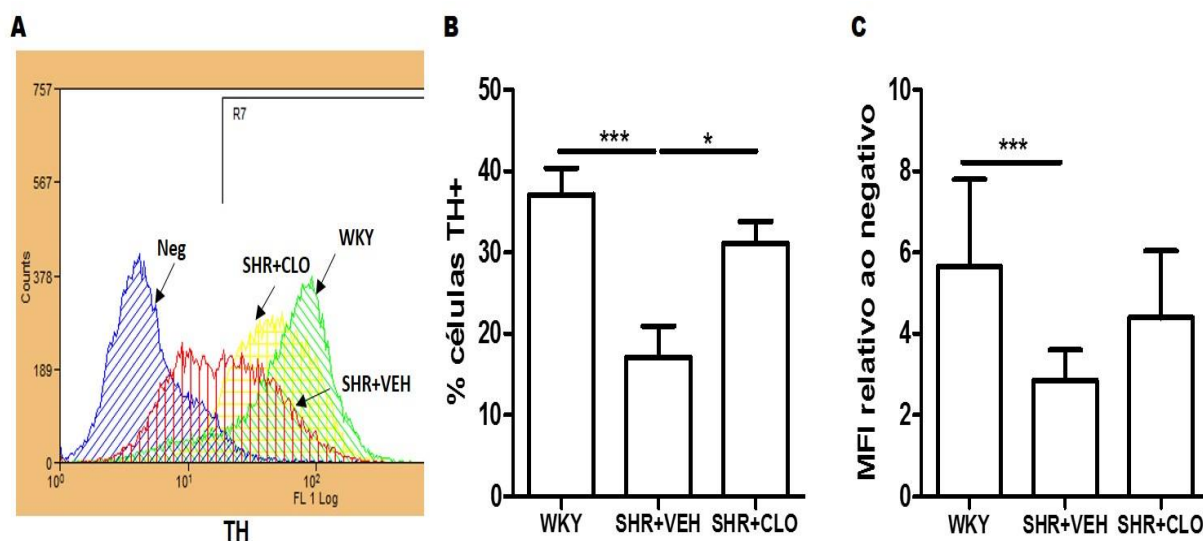 A
757
567
378
189
0
Counts
R7
Neg
SHR+CLO
WKY
SHR+VEH
10⁰
10¹
10²
FL 1 Log
TH
B
50
40
30
20
10
0
% células TH+
***
*
WKY
SHR+VEH
SHR+CLO
C
10
8
6
4
2
0
MFI relativo ao negativo
***
WKY
SHR+VEH
SHR+CLO